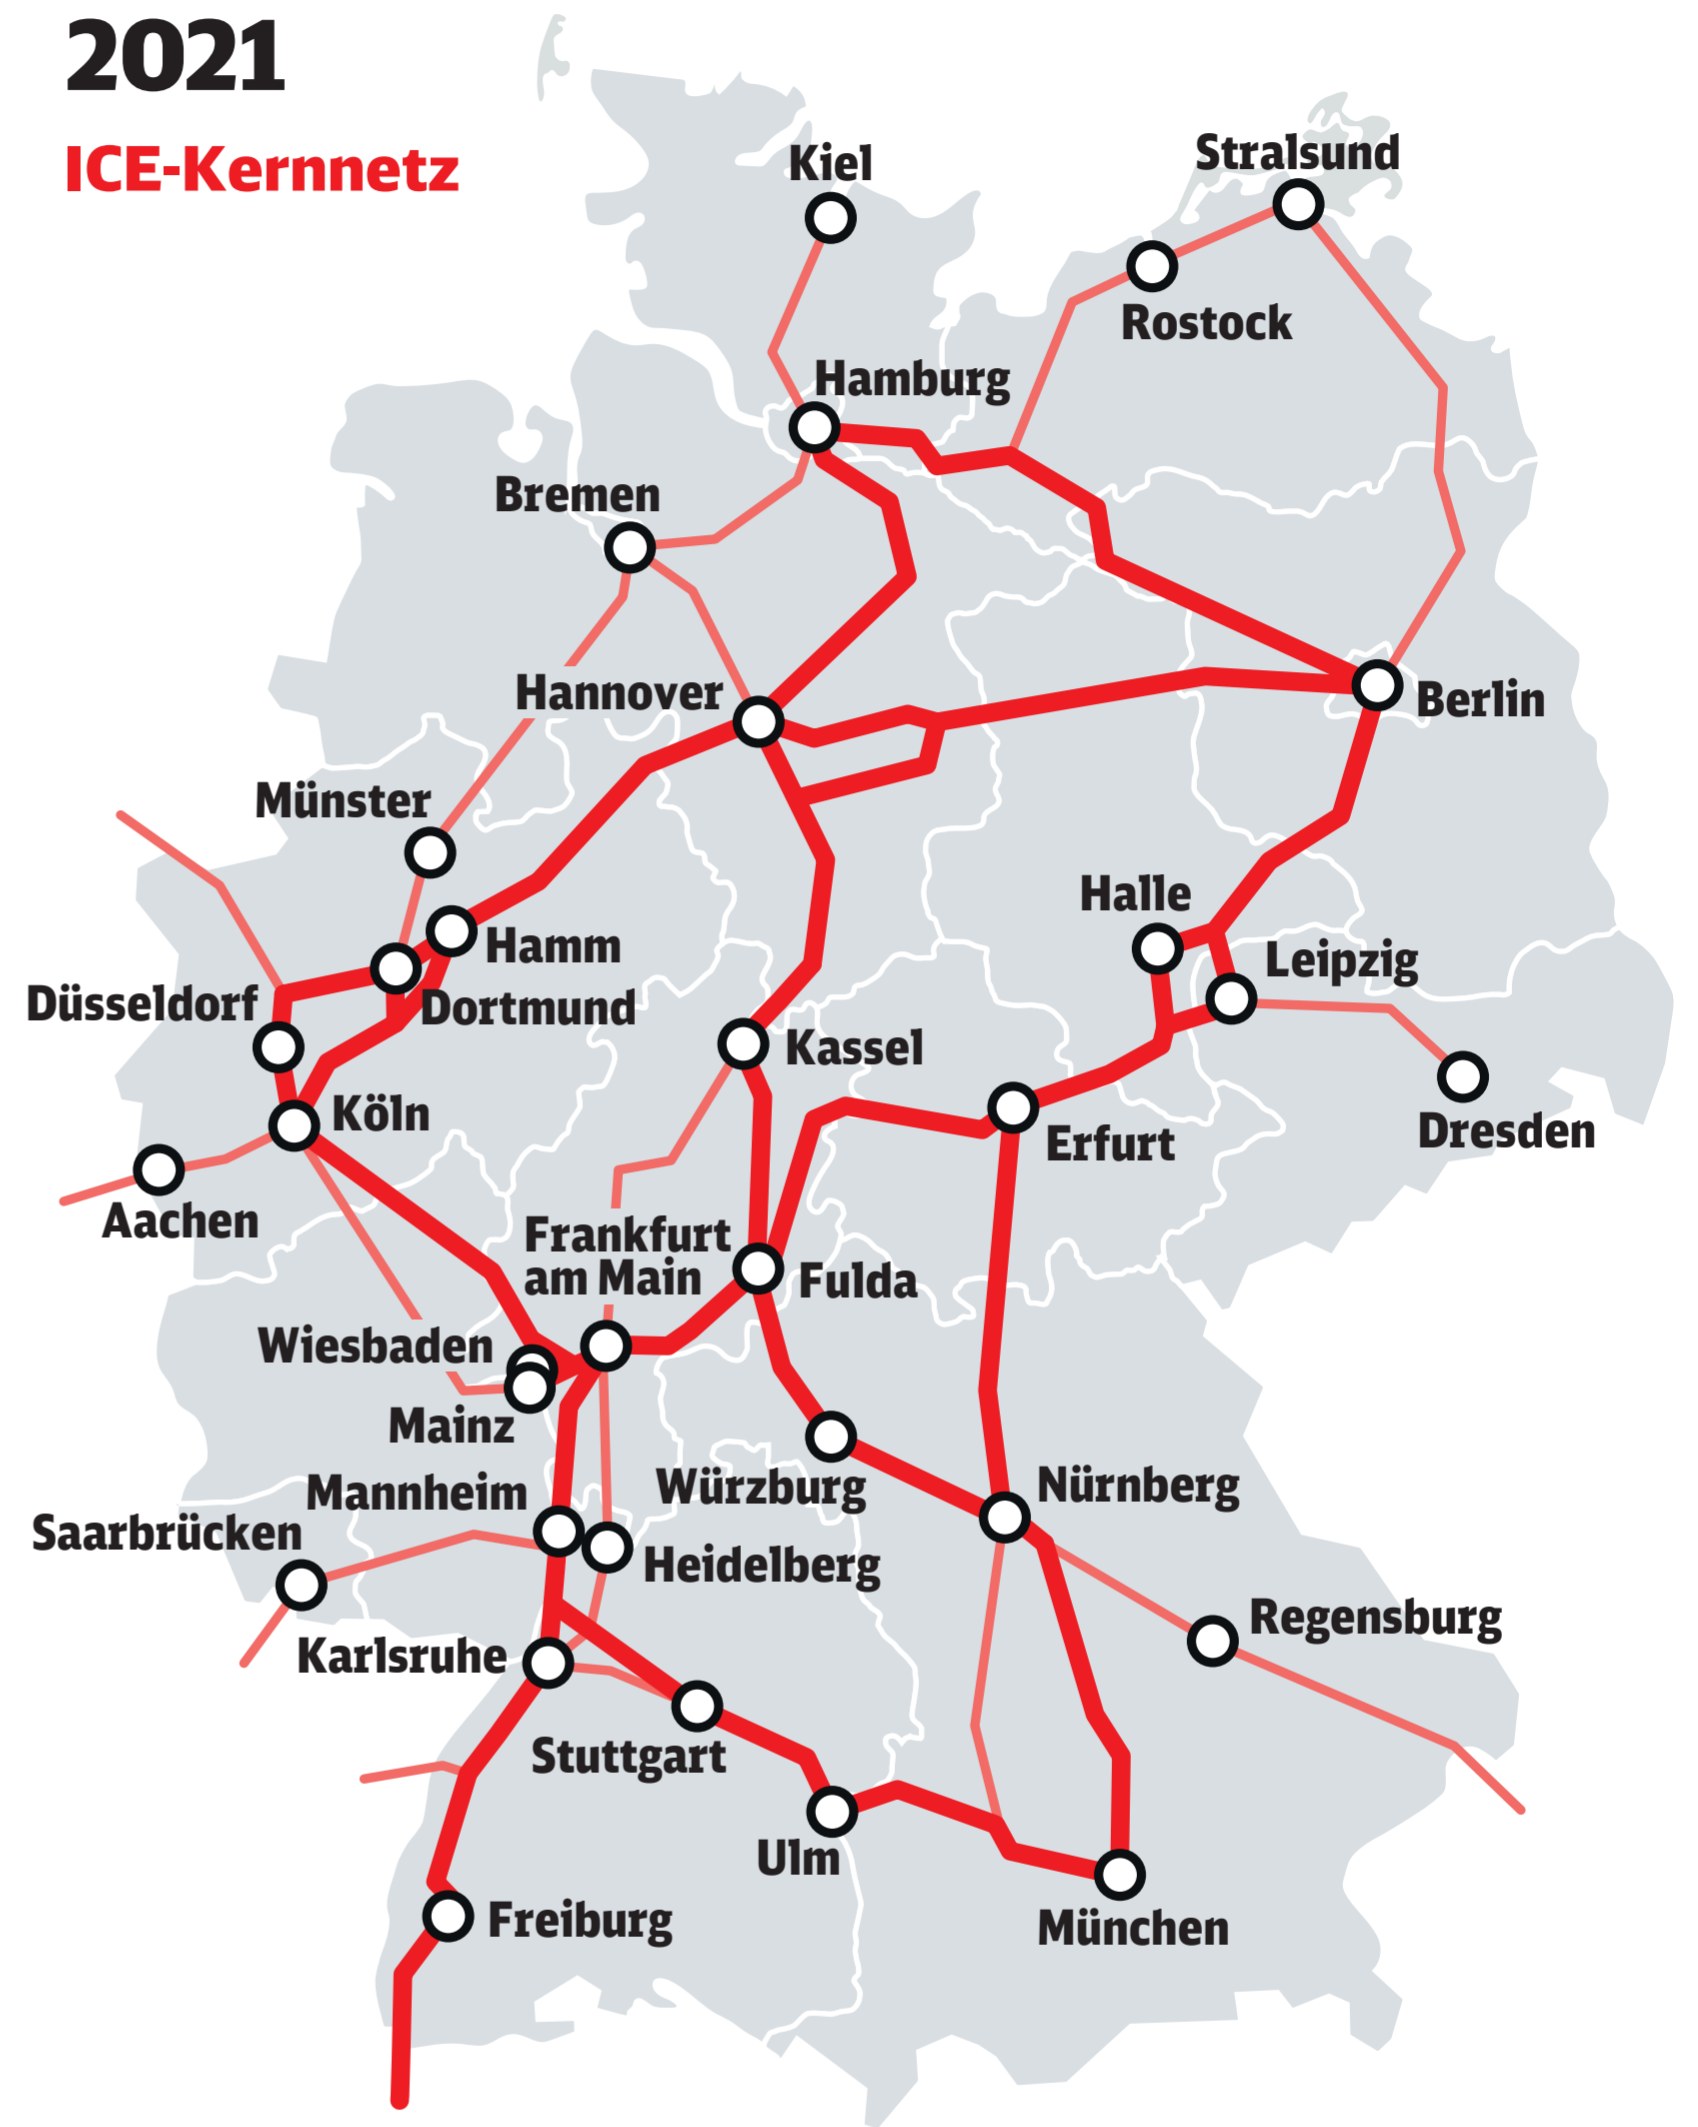 2021
ICE-Kernnetz
Kiel
Stralsund
Rostock
Hamburg
Bremen
Hannover
Berlin
Münster
Halle
Hamm
Leipzig
Düsseldorf
Dortmund
Kassel
Köln
Dresden
Erfurt
Aachen
Frankfurt
am Main
Fulda
Wiesbaden
Mainz
Würzburg
Nürnberg
Mannheim
Saarbrücken
Heidelberg
Regensburg
Karlsruhe
Stuttgart
Ulm
Freiburg
München